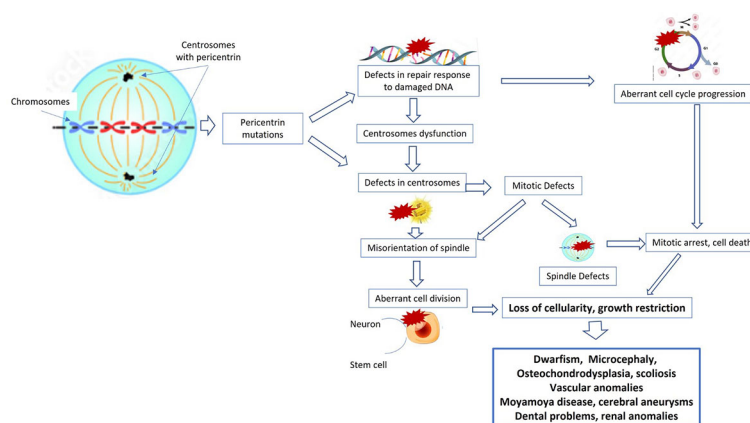 Centrosomes
with pericentrin
Chromosomes
Pericentrin
mutations
Defects in repair response
to damaged DNA
Centrosomes dysfunction
Defects in centrosomes
Mitotic Defects
Misorientation of spindle
Aberrant cell division
Neuron
Stem cell
M
G2
G1
G0
S
Aberrant cell cycle progression
Mitotic arrest, cell death
Spindle Defects
Loss of cellularity, growth restriction
Dwarfism, Microcephaly,
Osteochondrodysplasia, scoliosis
Vascular anomalies
Moyamoya disease, cerebral aneurysms
Dental problems, renal anomalies